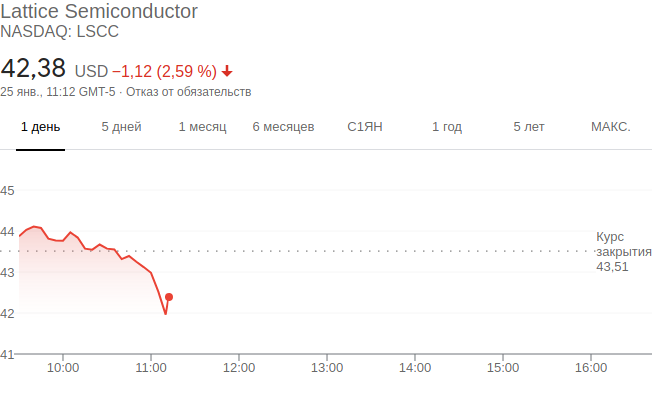 Lattice Semiconductor
NASDAQ: LSCC
42,38 USD −1,12 (2,59 %)
25 янв., 11:12 GMT-5 · Отказ от обязательств
1 день 5 дней 1 месяц 6 месяцев С1ЯН 1 год 5 лет МАКС.
45
44
43
42
41
Курс
закрытия
43,51
10:00 11:00 12:00 13:00 14:00 15:00 16:00